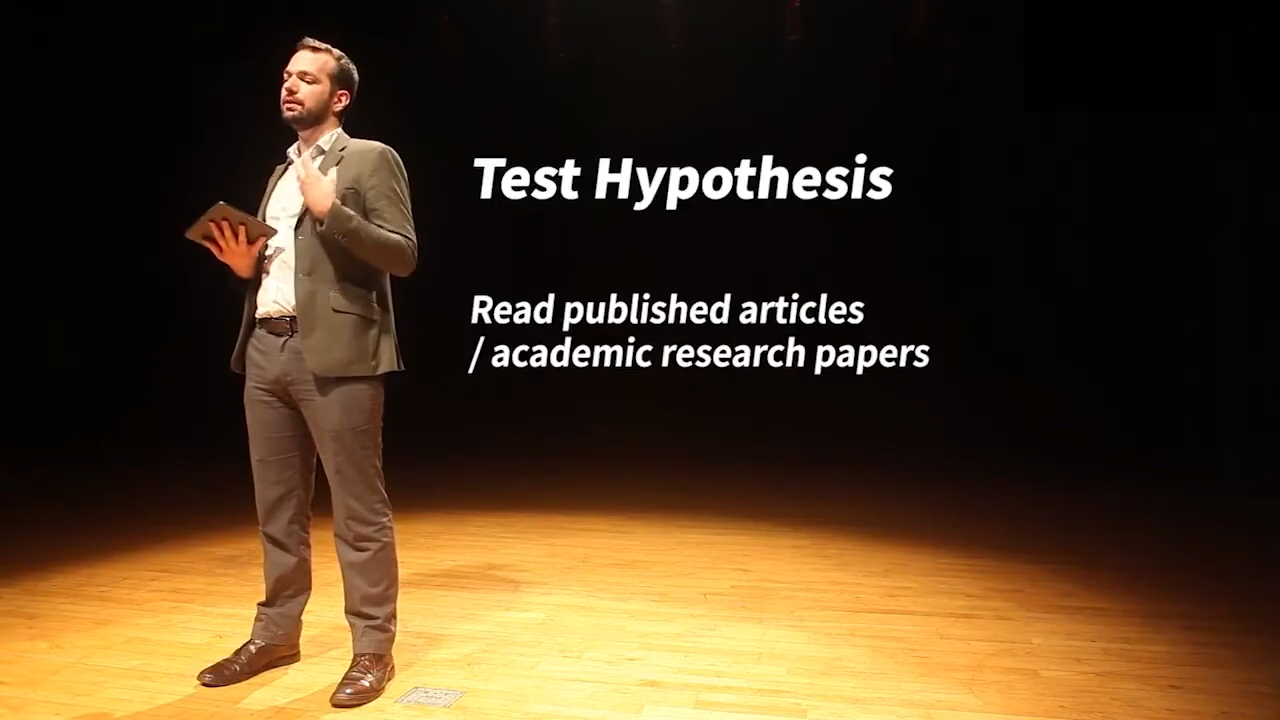 Test Hypothesis
Read published articles
/ academic research papers